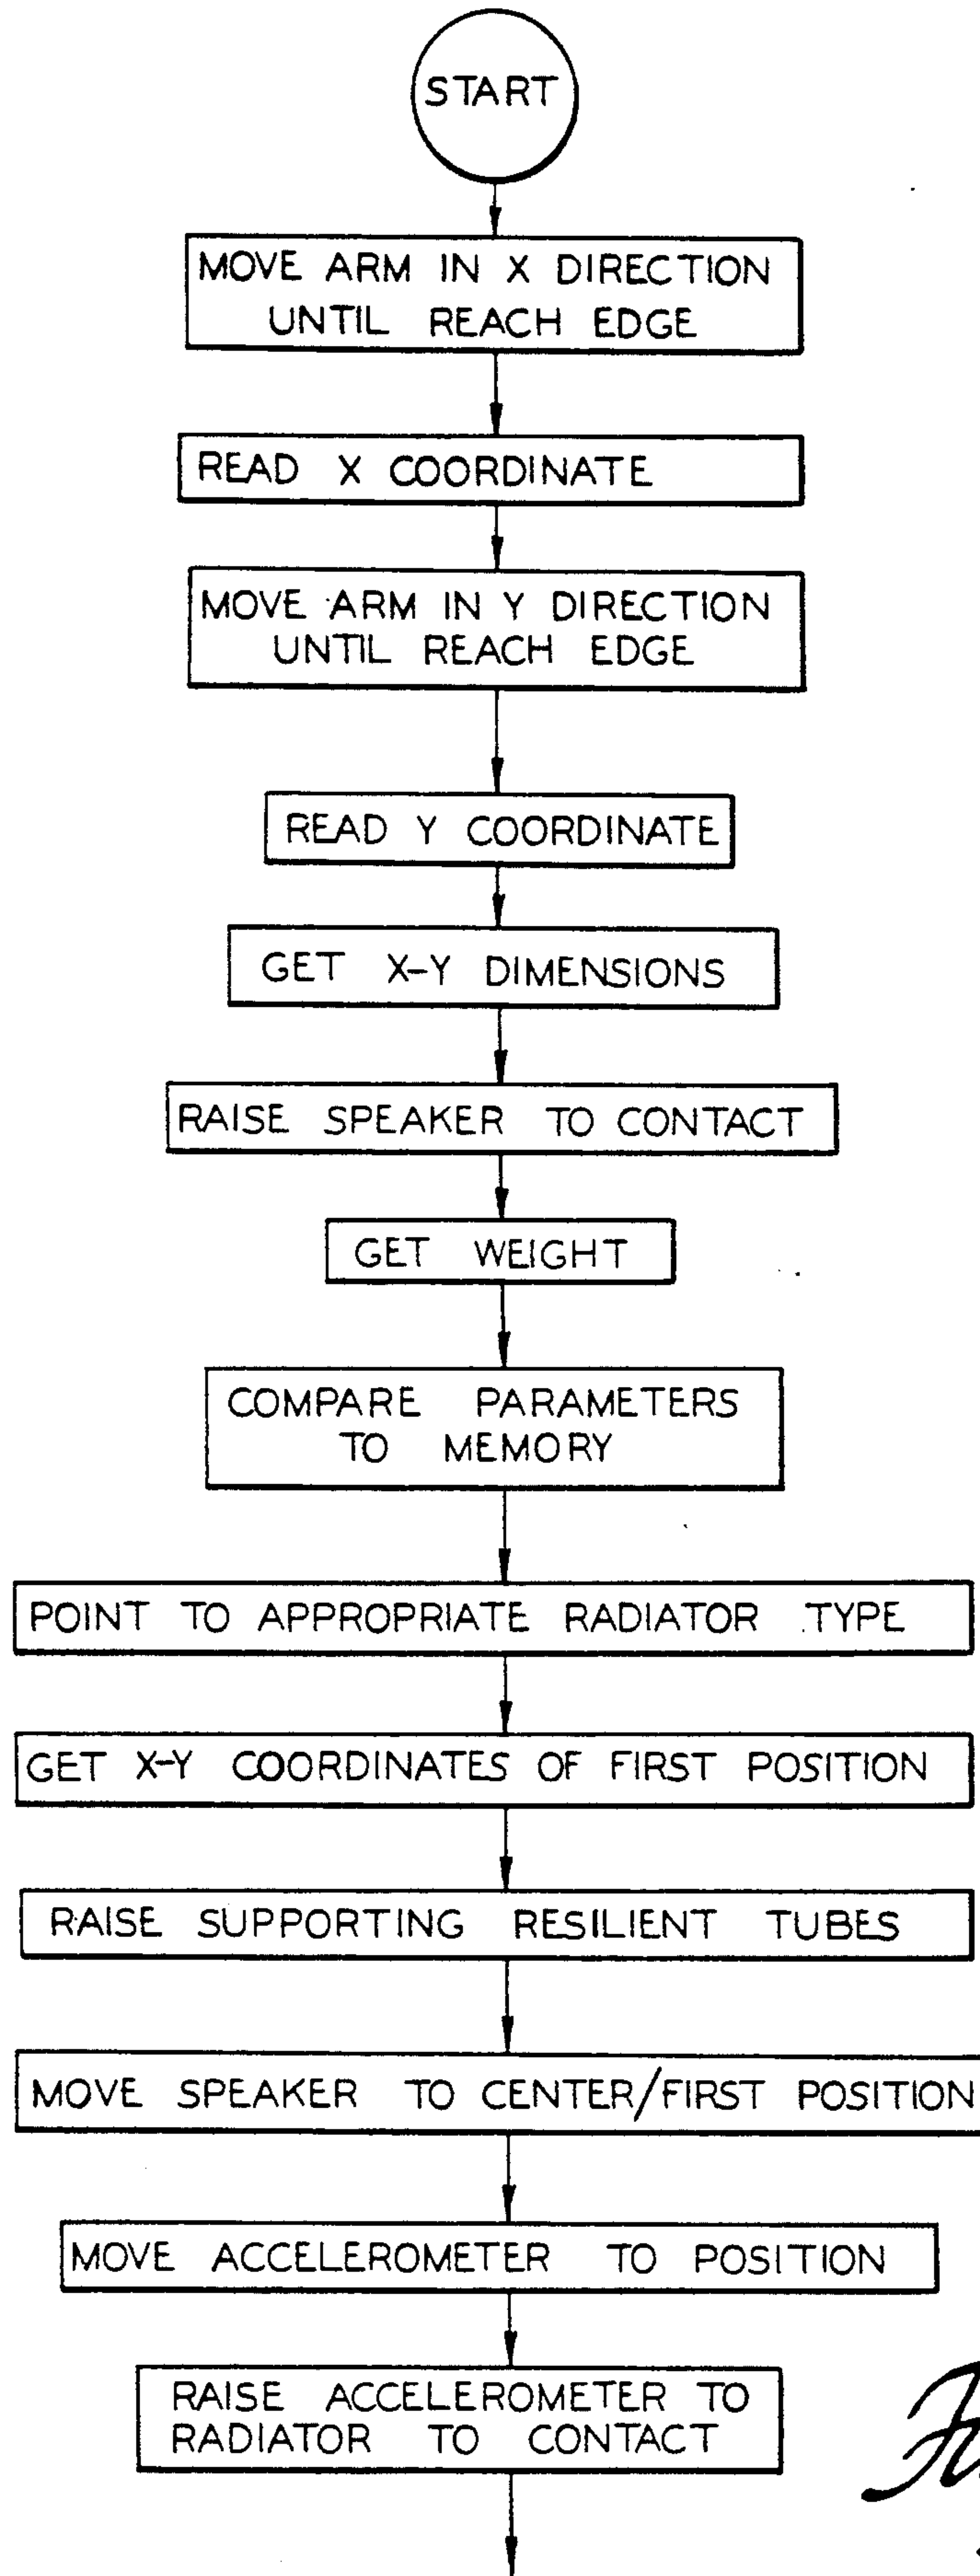 START
MOVE ARM IN X DIRECTION
UNTIL REACH EDGE
READ X COORDINATE
MOVE ARM IN Y DIRECTION
UNTIL REACH EDGE
READ Y COORDINATE
GET X-Y DIMENSIONS
RAISE SPEAKER TO CONTACT
GET WEIGHT
COMPARE PARAMETERS
TO MEMORY
POINT TO APPROPRIATE RADIATOR TYPE
GET X-Y COORDINATES OF FIRST POSITION
RAISE SUPPORTING RESILIENT TUBES
MOVE SPEAKER TO CENTER/FIRST POSITION
MOVE ACCELEROMETER TO POSITION
RAISE ACCELEROMETER TO
RADIATOR TO CONTACT